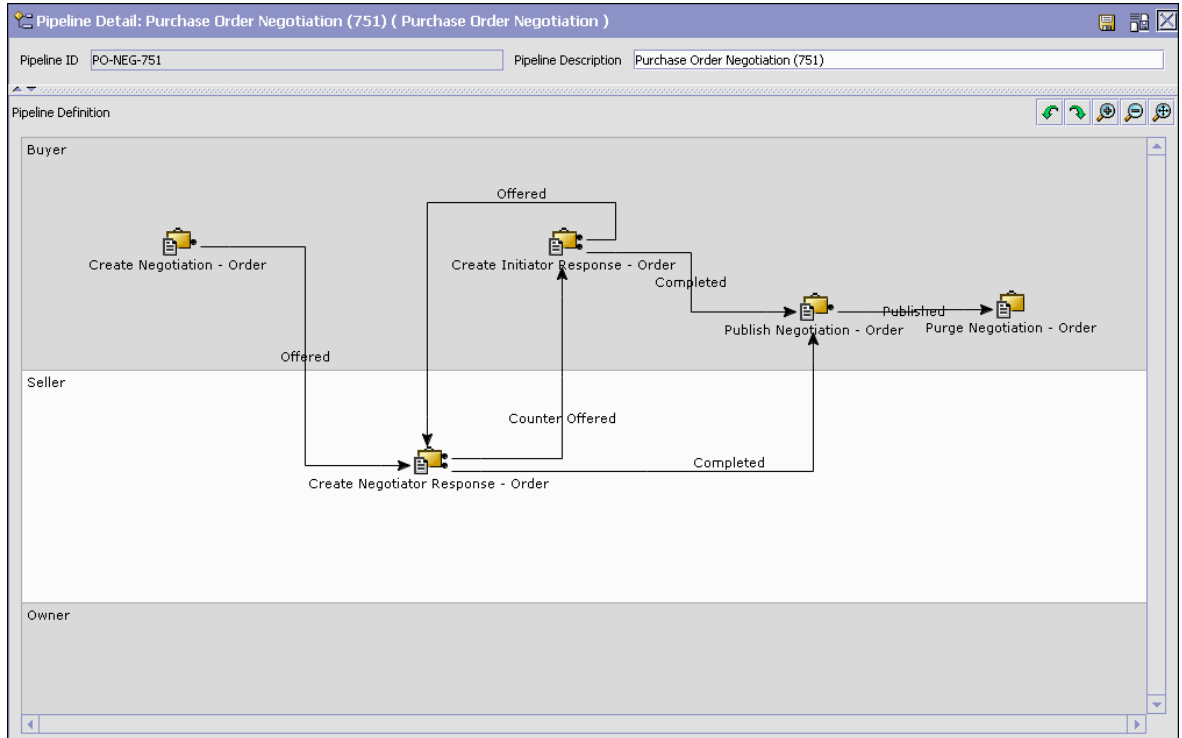 Pipeline Detail: Purchase Order Negotiation (751) ( Purchase Order Negotiation )
Pipeline ID PO-NEG-751 Pipeline Description Purchase Order Negotiation (751)
Pipeline Definition
Buyer
Offered
Create Negotiation - Order
Create Initiator Response - Order
Completed
Published
Publish Negotiation - Order
Purge Negotiation - Order
Offered
Seller
Counter Offered
Completed
Create Negotiator Response - Order
Owner